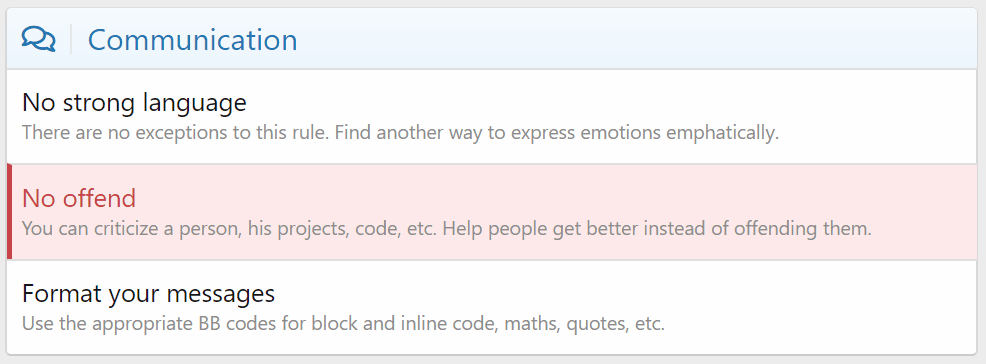 Communication
No strong language
There are no exceptions to this rule. Find another way to express emotions emphatically.
No offend
You can criticize a person, his projects, code, etc. Help people get better instead of offending them.
Format your messages
Use the appropriate BB codes for block and inline code, maths, quotes, etc.